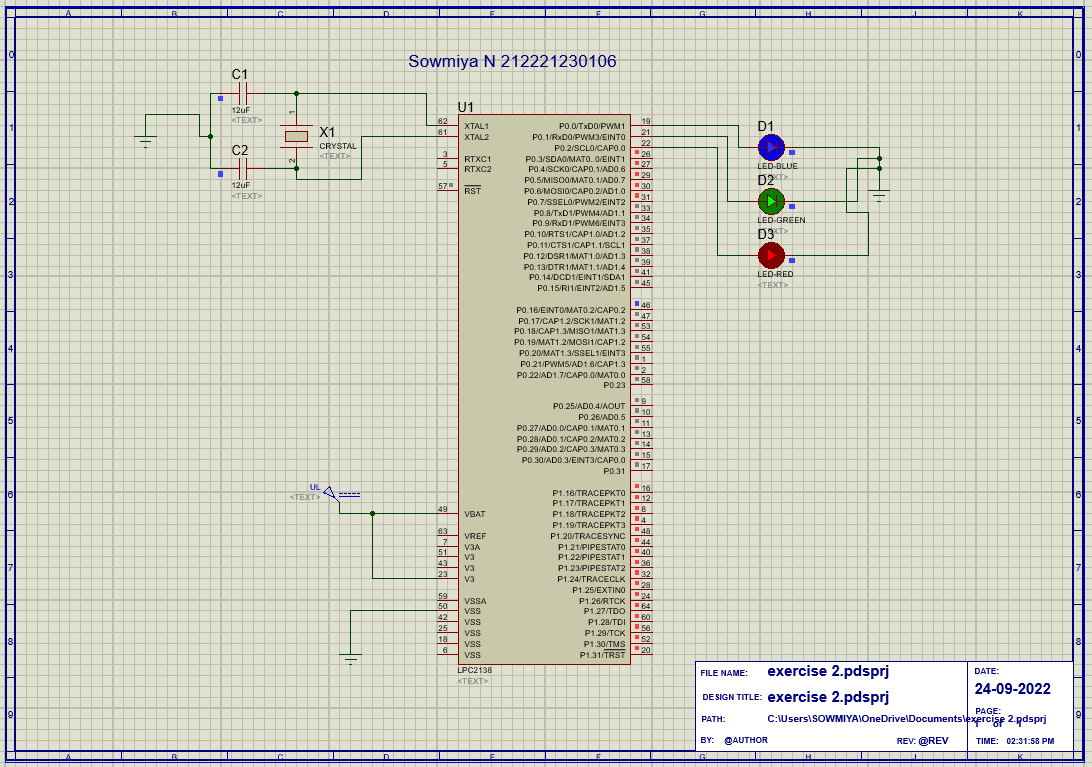 A B C D E F G H J K
Sowmiya N 212221230106
0
1
2
3
4
5
6
7
8
9
C1
12uF
<TEXT>
C2
12uF
<TEXT>
1
X1
CRYSTAL
<TEXT>
2
U1
62 XTAL1
61 XTAL2
3 RTXC1
5 RTXC2
57 RST
49 VBAT
63 VREF
7 V3A
51 V3
43 V3
23 V3
59 VSSA
50 VSS
42 VSS
25 VSS
18 VSS
6 VSS
P0.0/TxD0/PWM1 19
P0.1/RxD0/PWM3/EINT0 21
P0.2/SCL0/CAP0.0 22
P0.3/SDA0/MAT0..0/EINT1 26
P0.4/SCK0/CAP0.1/AD0.6 27
P0.5/MISO0/MAT0.1/AD0.7 29
P0.6/MOSI0/CAP0.2/AD1.0 30
P0.7/SSEL0/PWM2/EINT2 31
P0.8/TxD1/PWM4/AD1.1 33
P0.9/RxD1/PWM6/EINT3 34
P0.10/RTS1/CAP1.0/AD1.2 35
P0.11/CTS1/CAP1.1/SCL1 37
P0.12/DSR1/MAT1.0/AD1.3 38
P0.13/DTR1/MAT1.1/AD1.4 39
P0.14/DCD1/EINT1/SDA1 41
P0.15/RI1/EINT2/AD1.5 45
P0.16/EINT0/MAT0.2/CAP0.2 46
P0.17/CAP1.2/SCK1/MAT1.2 47
P0.18/CAP1.3/MISO1/MAT1.3 53
P0.19/MAT1.2/MOSI1/CAP1.2 54
P0.20/MAT1.3/SSEL1/EINT3 55
P0.21/PWM5/AD1.6/CAP1.3 1
P0.22/AD1.7/CAP0.0/MAT0.0 2
P0.23 58
P0.25/AD0.4/AOUT 9
P0.26/AD0.5 10
P0.27/AD0.0/CAP0.1/MAT0.1 11
P0.28/AD0.1/CAP0.2/MAT0.2 13
P0.29/AD0.2/CAP0.3/MAT0.3 14
P0.30/AD0.3/EINT3/CAP0.0 15
P0.31 17
P1.16/TRACEPKT0 16
P1.17/TRACEPKT1 12
P1.18/TRACEPKT2 8
P1.19/TRACEPKT3 4
P1.20/TRACESYNC 48
P1.21/PIPESTAT0 44
P1.22/PIPESTAT1 40
P1.23/PIPESTAT2 36
P1.24/TRACECLK 32
P1.25/EXTIN0 28
P1.26/RTCK 24
P1.27/TDO 64
P1.28/TDI 60
P1.29/TCK 56
P1.30/TMS 52
P1.31/TRST 20
LPC2138
<TEXT>
UL
<TEXT>
D1
LED-BLUE
<TEXT>
D2
LED-GREEN
<TEXT>
D3
LED-RED
<TEXT>
0
1
2
3
4
5
6
7
8
9
FILE NAME: exercise 2.pdsprj
DESIGN TITLE: exercise 2.pdsprj
PATH: C:\Users\SOWMIYA\OneDrive\Documents\exercise 2.pdsprj
BY: @AUTHOR REV: @REV
DATE:
24-09-2022
PAGE:
1 of 1
TIME: 02:31:58 PM
A B C D E F G H J K